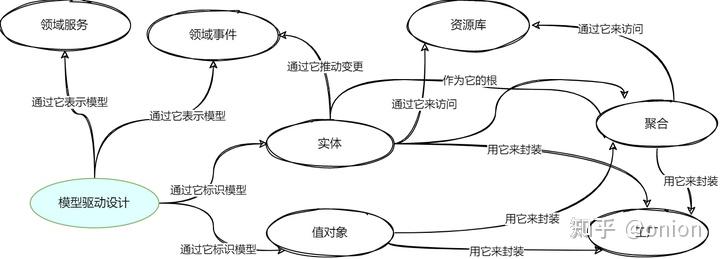 领域服务
领域事件
资源库
通过它来访问
通过它推动变更
作为它的根
通过它表示模型
通过它来访问
通过它表示模型
聚合
实体
用它来封装
用它来封装
通过它标识模型
模型驱动设计
用它来封装
值对象
知乎 @onion
通过它标识模型
用它来封装